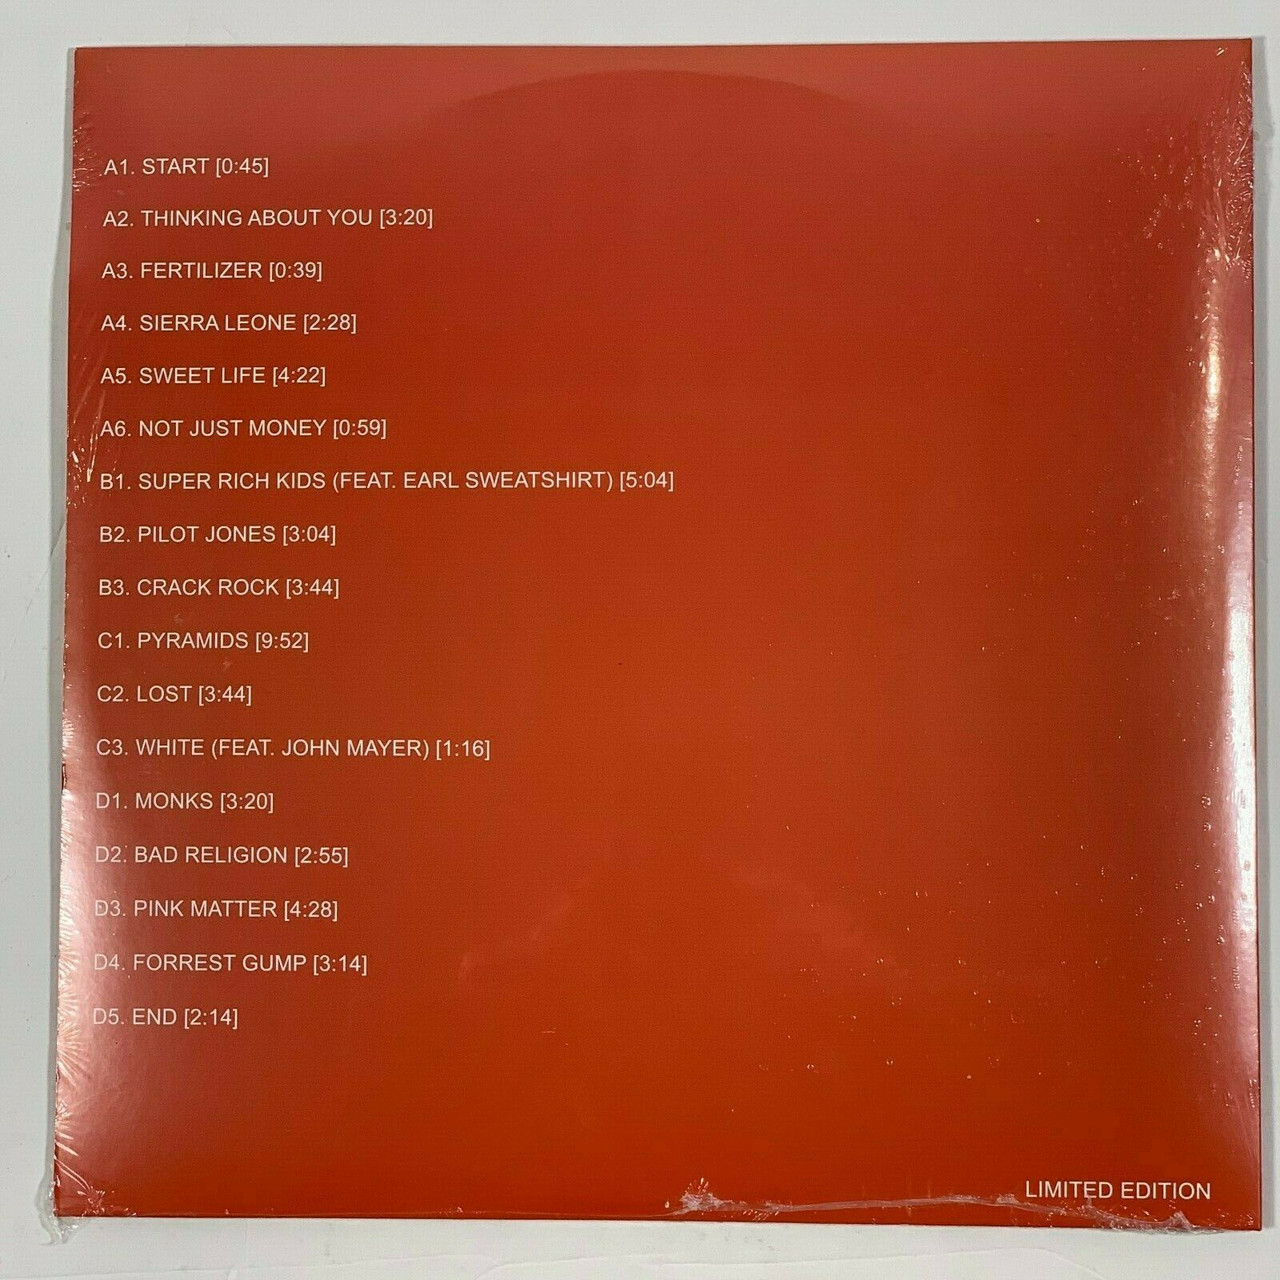 A1. START [0:45]
A2. THINKING ABOUT YOU [3:20]
A3. FERTILIZER [0:39]
A4. SIERRA LEONE [2:28]
A5. SWEET LIFE [4:22]
A6. NOT JUST MONEY [0:59]
B1. SUPER RICH KIDS (FEAT. EARL SWEATSHIRT) [5:04]
B2. PILOT JONES [3:04]
B3. CRACK ROCK [3:44]
C1. PYRAMIDS [9:52]
C2. LOST [3:44]
C3. WHITE (FEAT. JOHN MAYER) [1:16]
D1. MONKS [3:20]
D2. BAD RELIGION [2:55]
D3. PINK MATTER [4:28]
D4. FORREST GUMP [3:14]
D5. END [2:14]
LIMITED EDITION